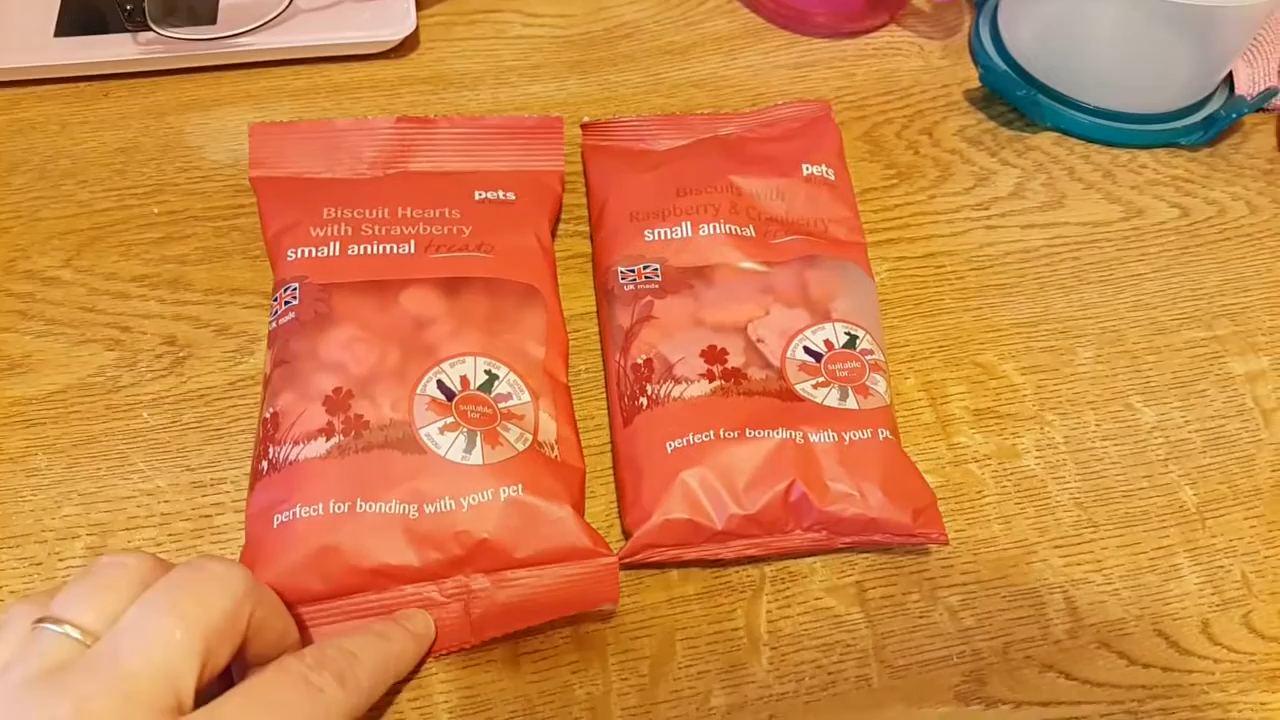 pets
Biscuit Hearts
with Strawberry
small animal treats
UK made
suitable
for...
perfect for bonding with your pet
pets
Biscuits with
Raspberry & Cranberry
small animal
UK made
suitable
for...
perfect for bonding with your